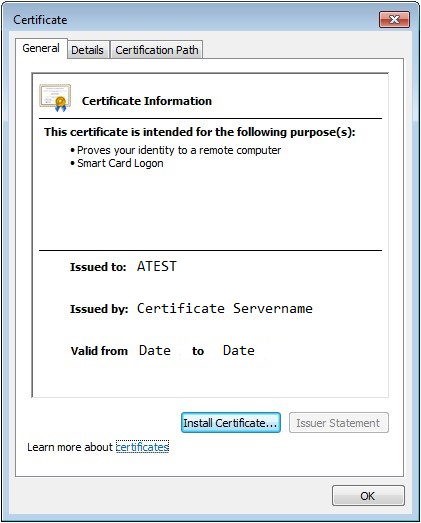 Certificate
General Details Certification Path
Certificate Information
This certificate is intended for the following purpose(s):
• Proves your identity to a remote computer
• Smart Card Logon
Issued to: ATEST
Issued by: Certificate Servername
Valid from Date to Date
Install Certificate... Issuer Statement
Learn more about certificates
OK